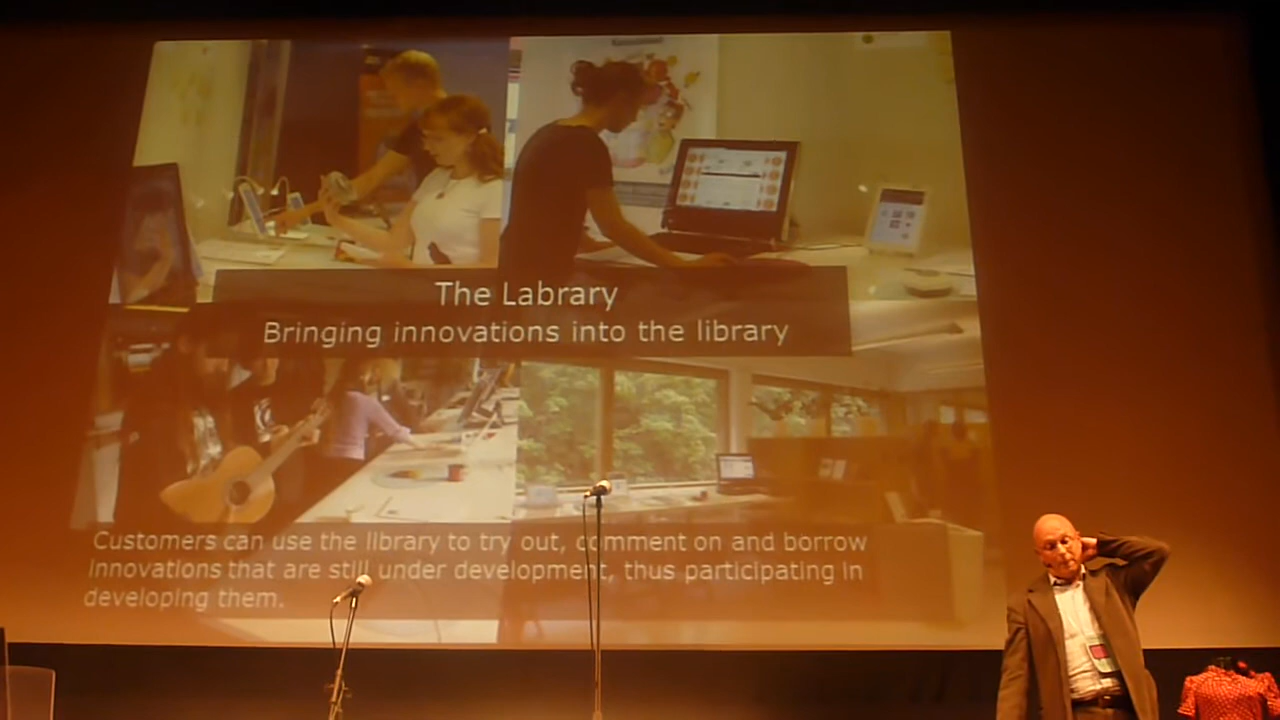 The Labrary
Bringing innovations into the library
Customers can use the library to try out, comment on and borrow
innovations that are still under development, thus participating in
developing them.